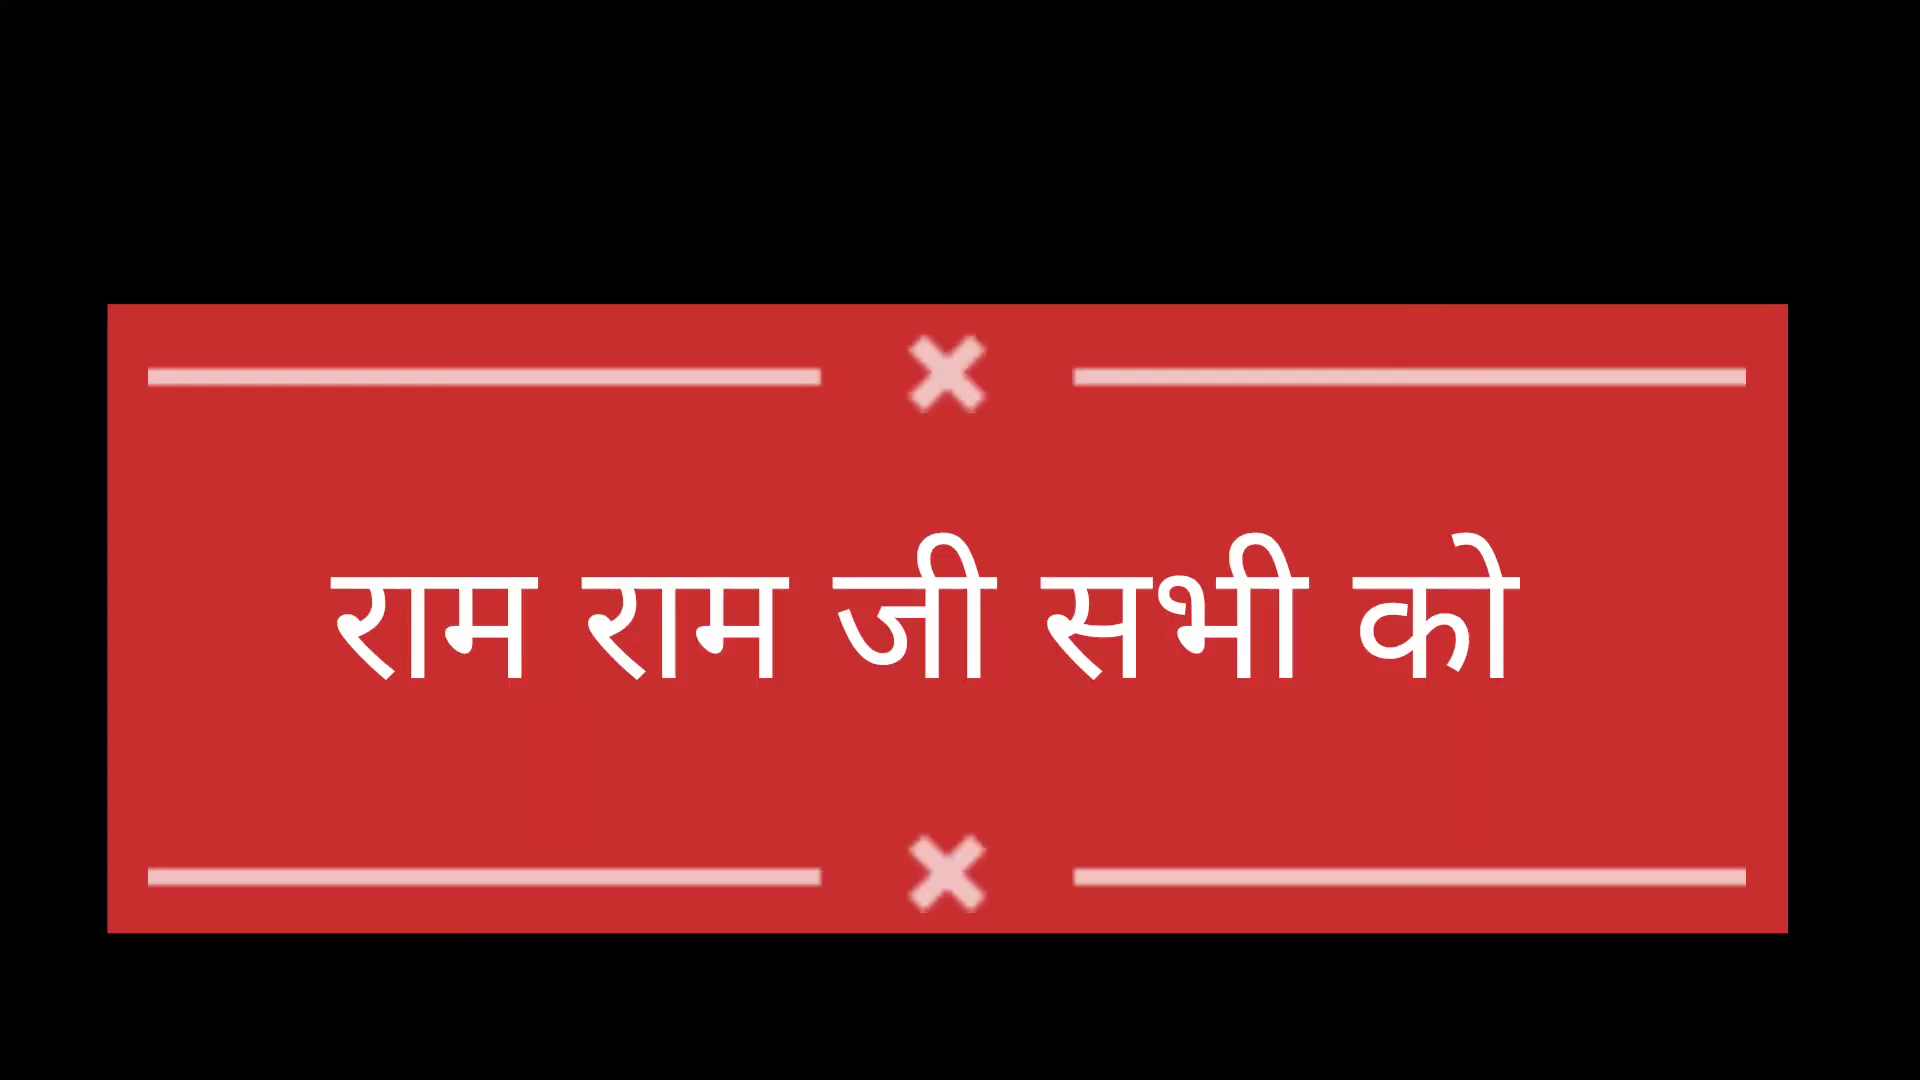 राम राम जी सभी को